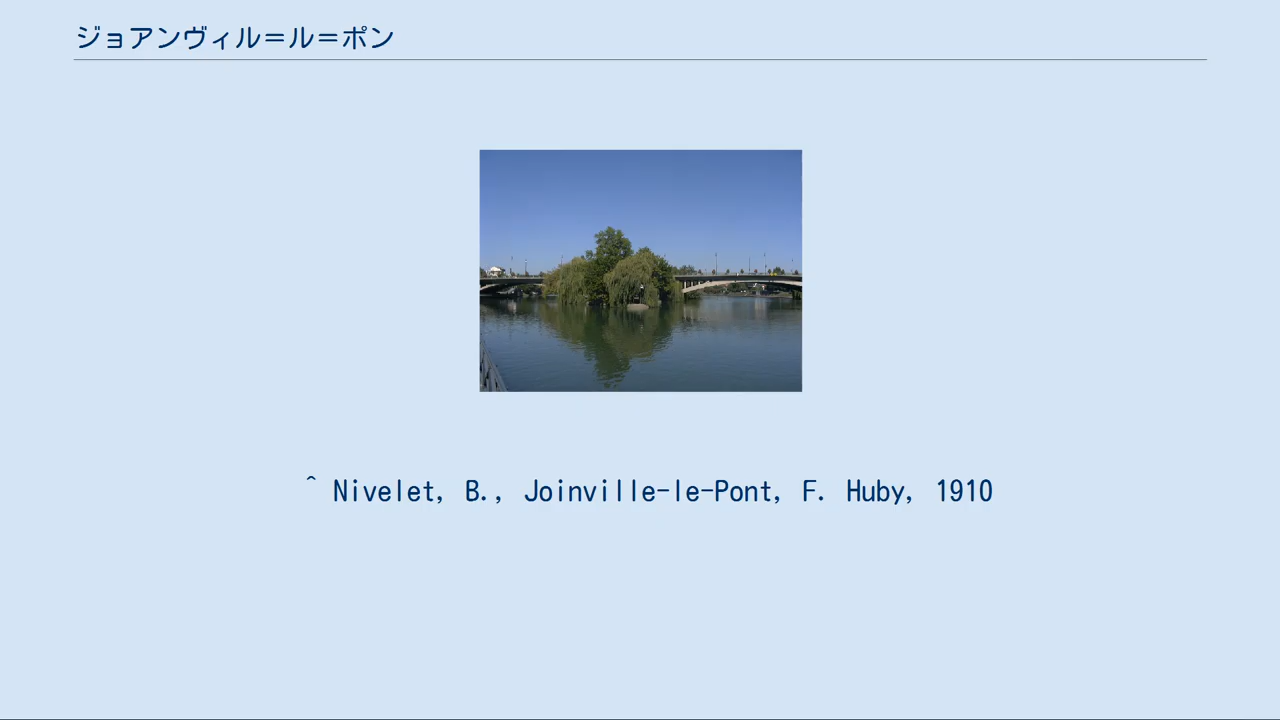 ジョアンヴィル＝ル＝ポン
^ Nivelet, B., Joinville-le-Pont, F. Huby, 1910